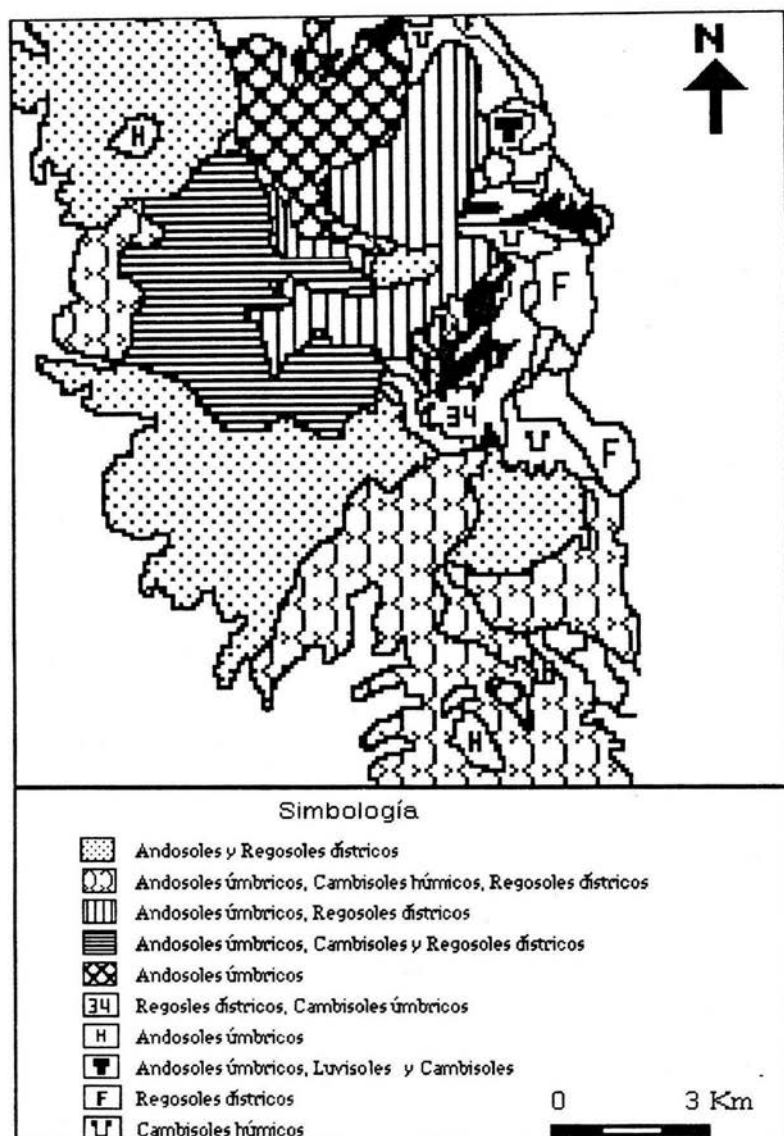 N
H
F
34
F
H
Simbología
Andosoles y Regosoles dístricos
Andosoles úmbricos, Cambisoles húmicos, Regosoles dístricos
Andosoles úmbricos, Regosoles dístricos
Andosoles úmbricos, Cambisoles y Regosoles dístricos
Andosoles úmbricos
34 Regosles dístricos, Cambisoles úmbricos
H Andosoles úmbricos
T Andosoles úmbricos, Luvisoles y Cambisoles
F Regosoles dístricos
Cambisoles húmicos
0 3 Km